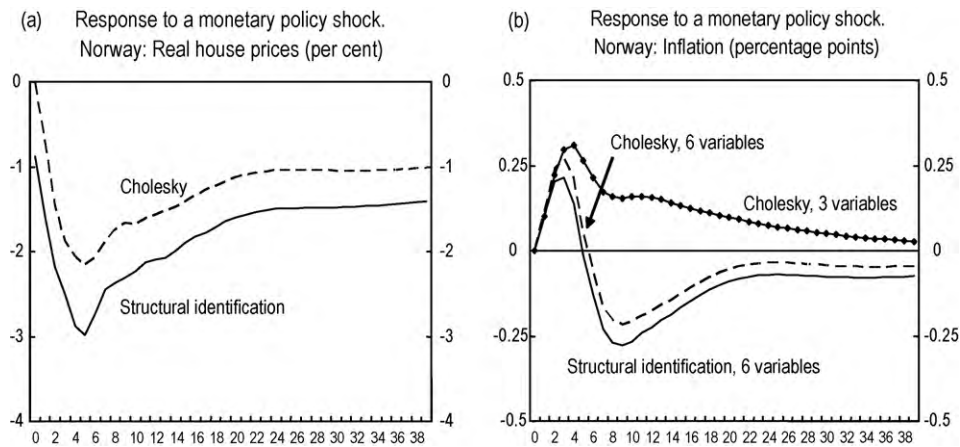 (a) Response to a monetary policy shock.
Norway: Real house prices (per cent)
0 0
-1 -1
Cholesky
-2 -2
Structural identification
-3 -3
-4 -4
0 2 4 6 8 10 12 14 16 18 20 22 24 26 28 30 32 34 36 38
(b) Response to a monetary policy shock.
Norway: Inflation (percentage points)
0.5 0.5
Cholesky, 6 variables
0.25 0.25
Cholesky, 3 variables
0 0
-0.25 -0.25
Structural identification, 6 variables
-0.5 -0.5
0 2 4 6 8 10 12 14 16 18 20 22 24 26 28 30 32 34 36 38